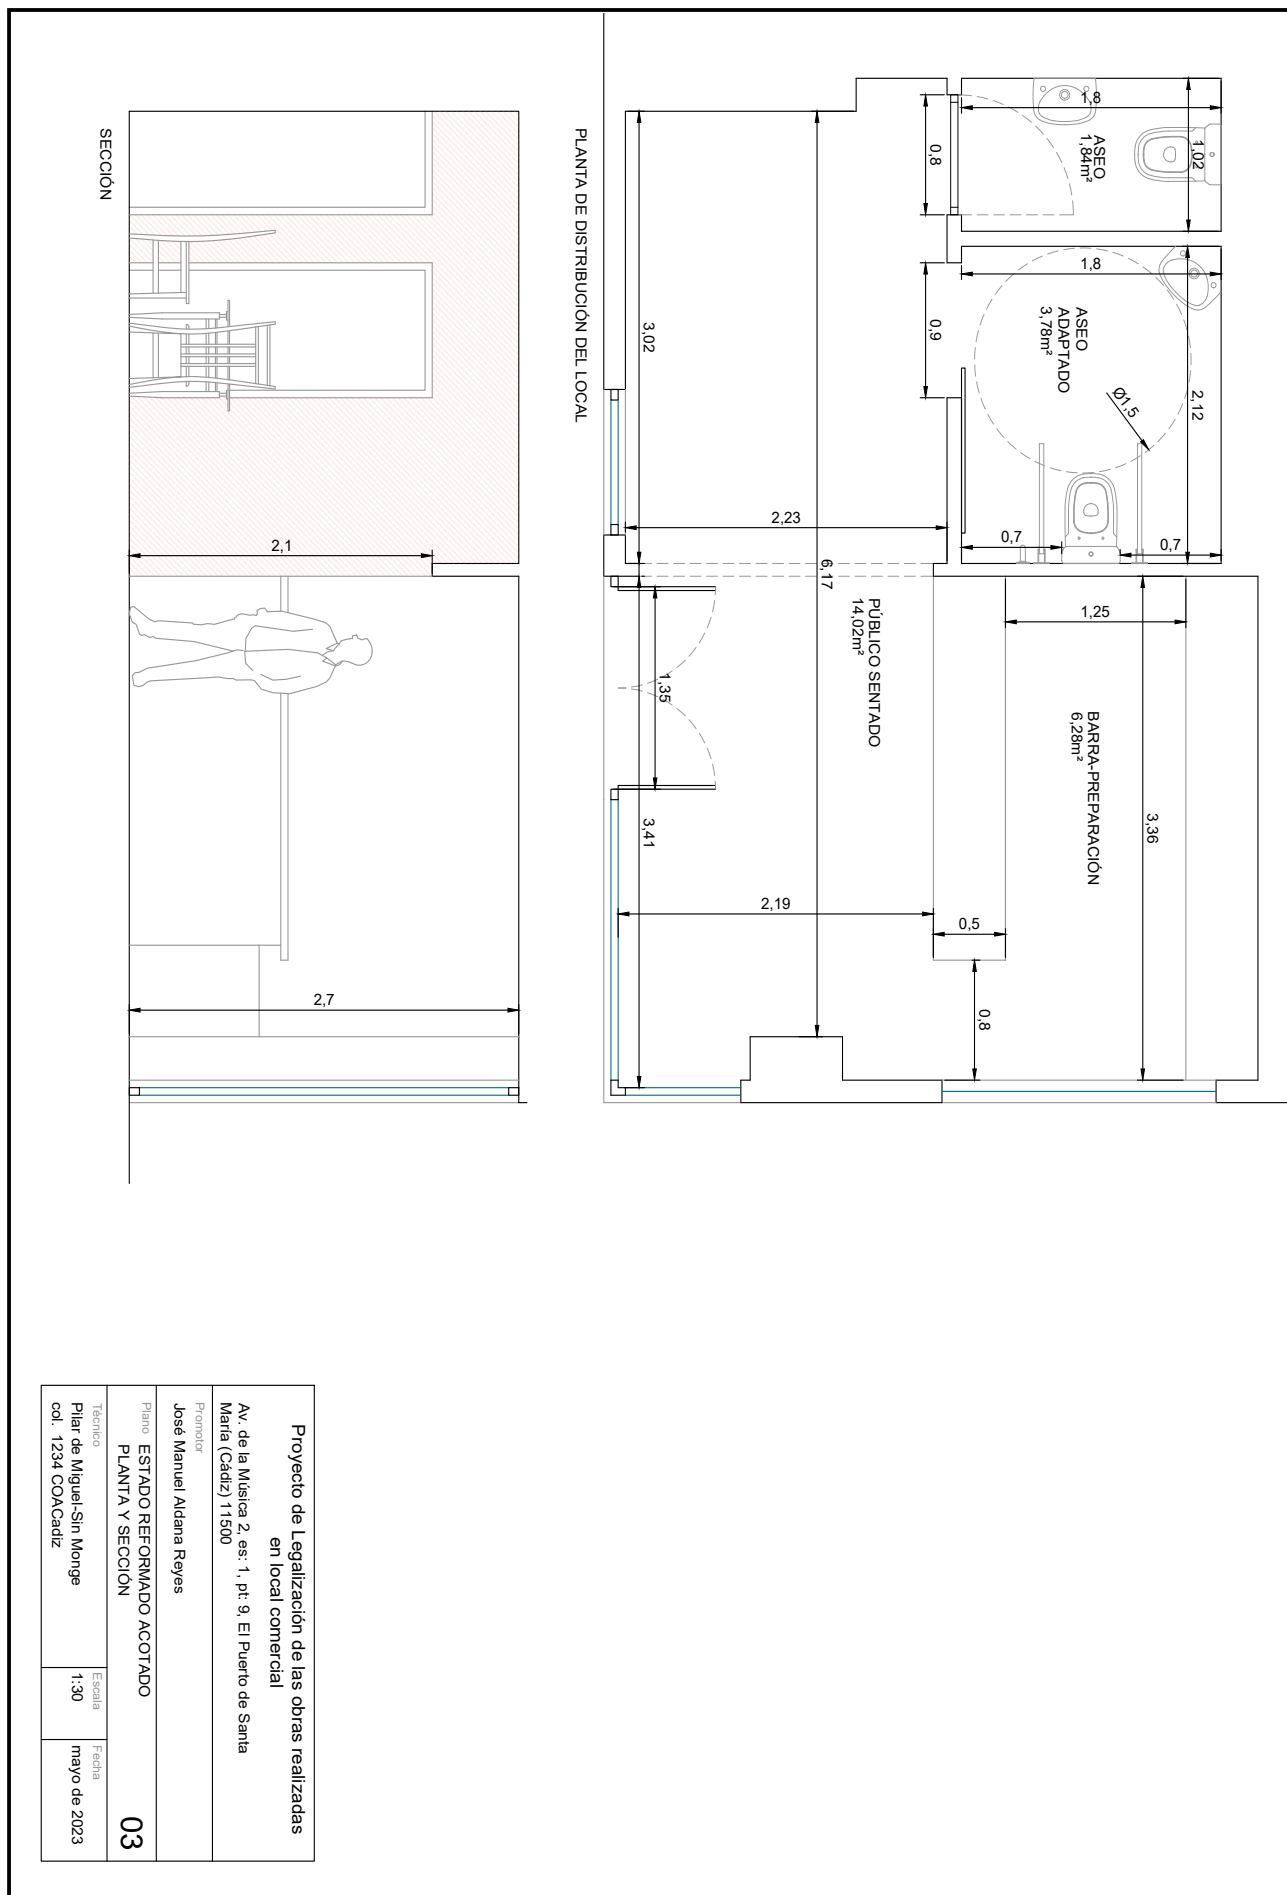 ASEO
1,84m²
1,8
1,02
0,8
ASEO
ADAPTADO
3,78m²
1,8
2,12
0,9
Ø1,5
0,7
0,7
3,02
2,23
6,17
PÚBLICO SENTADO
14,02m²
1,25
BARRA-PREPARACIÓN
6,28m²
3,36
1,35
3,41
2,19
0,5
0,8
PLANTA DE DISTRIBUCIÓN DEL LOCAL
2,1
2,7
SECCIÓN
Proyecto de Legalización de las obras realizadas
en local comercial
Av. de la Música 2, es: 1, pt: 9, El Puerto de Santa
María (Cádiz) 11500
Promotor
José Manuel Aldana Reyes
Plano ESTADO REFORMADO ACOTADO
PLANTA Y SECCIÓN
03
Técnico
Pilar de Miguel-Sin Monge
col. 1234 COACadiz
Escala
1:30
Fecha
mayo de 2023